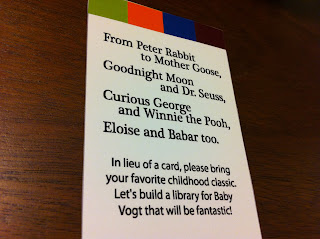 From Peter Rabbit
to Mother Goose,
Goodnight Moon
and Dr. Seuss,
Curious George
and Winnie the Pooh,
Eloise and Babar too.
In lieu of a card, please bring
your favorite childhood classic.
Let's build a library for Baby
Vogt that will be fantastic!